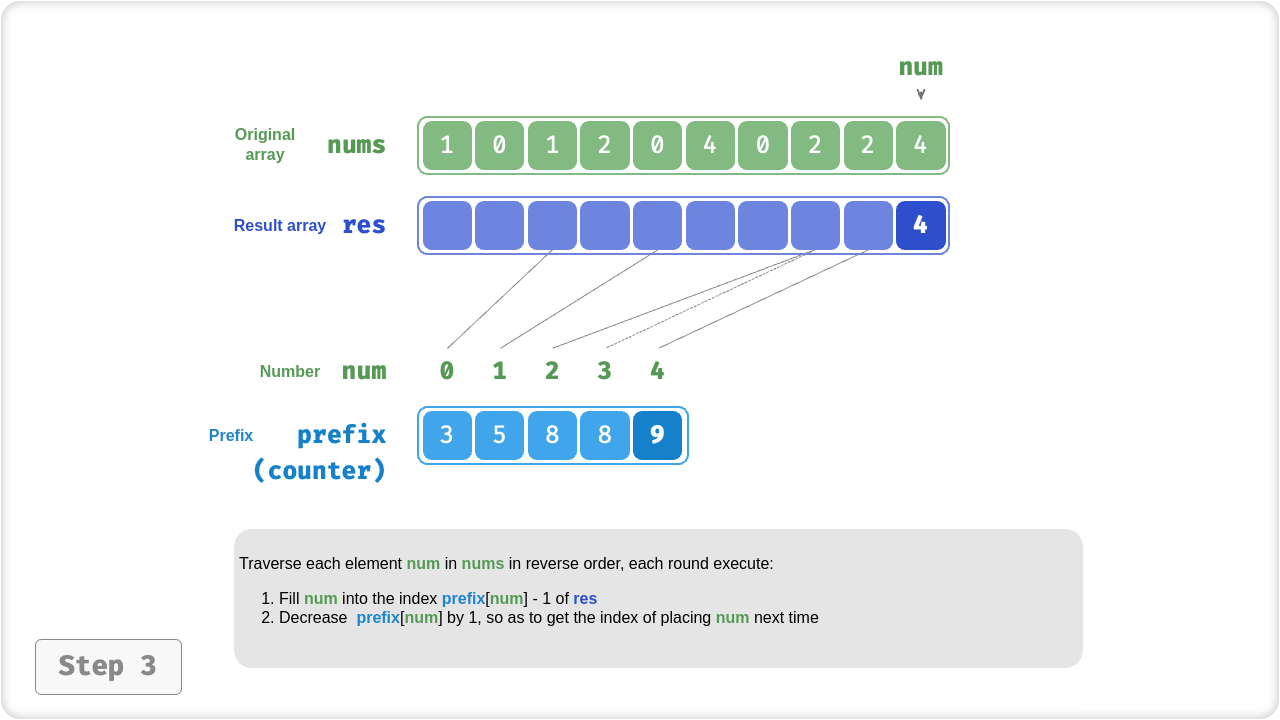 num
Original
array
nums
1 0 1 2 0 4 0 2 2 4
Result array res
4
Number num 0 1 2 3 4
Prefix prefix
(counter)
3 5 8 8 9
Traverse each element num in nums in reverse order, each round execute:
1. Fill num into the index prefix[num] - 1 of res
2. Decrease prefix[num] by 1, so as to get the index of placing num next time
Step 3